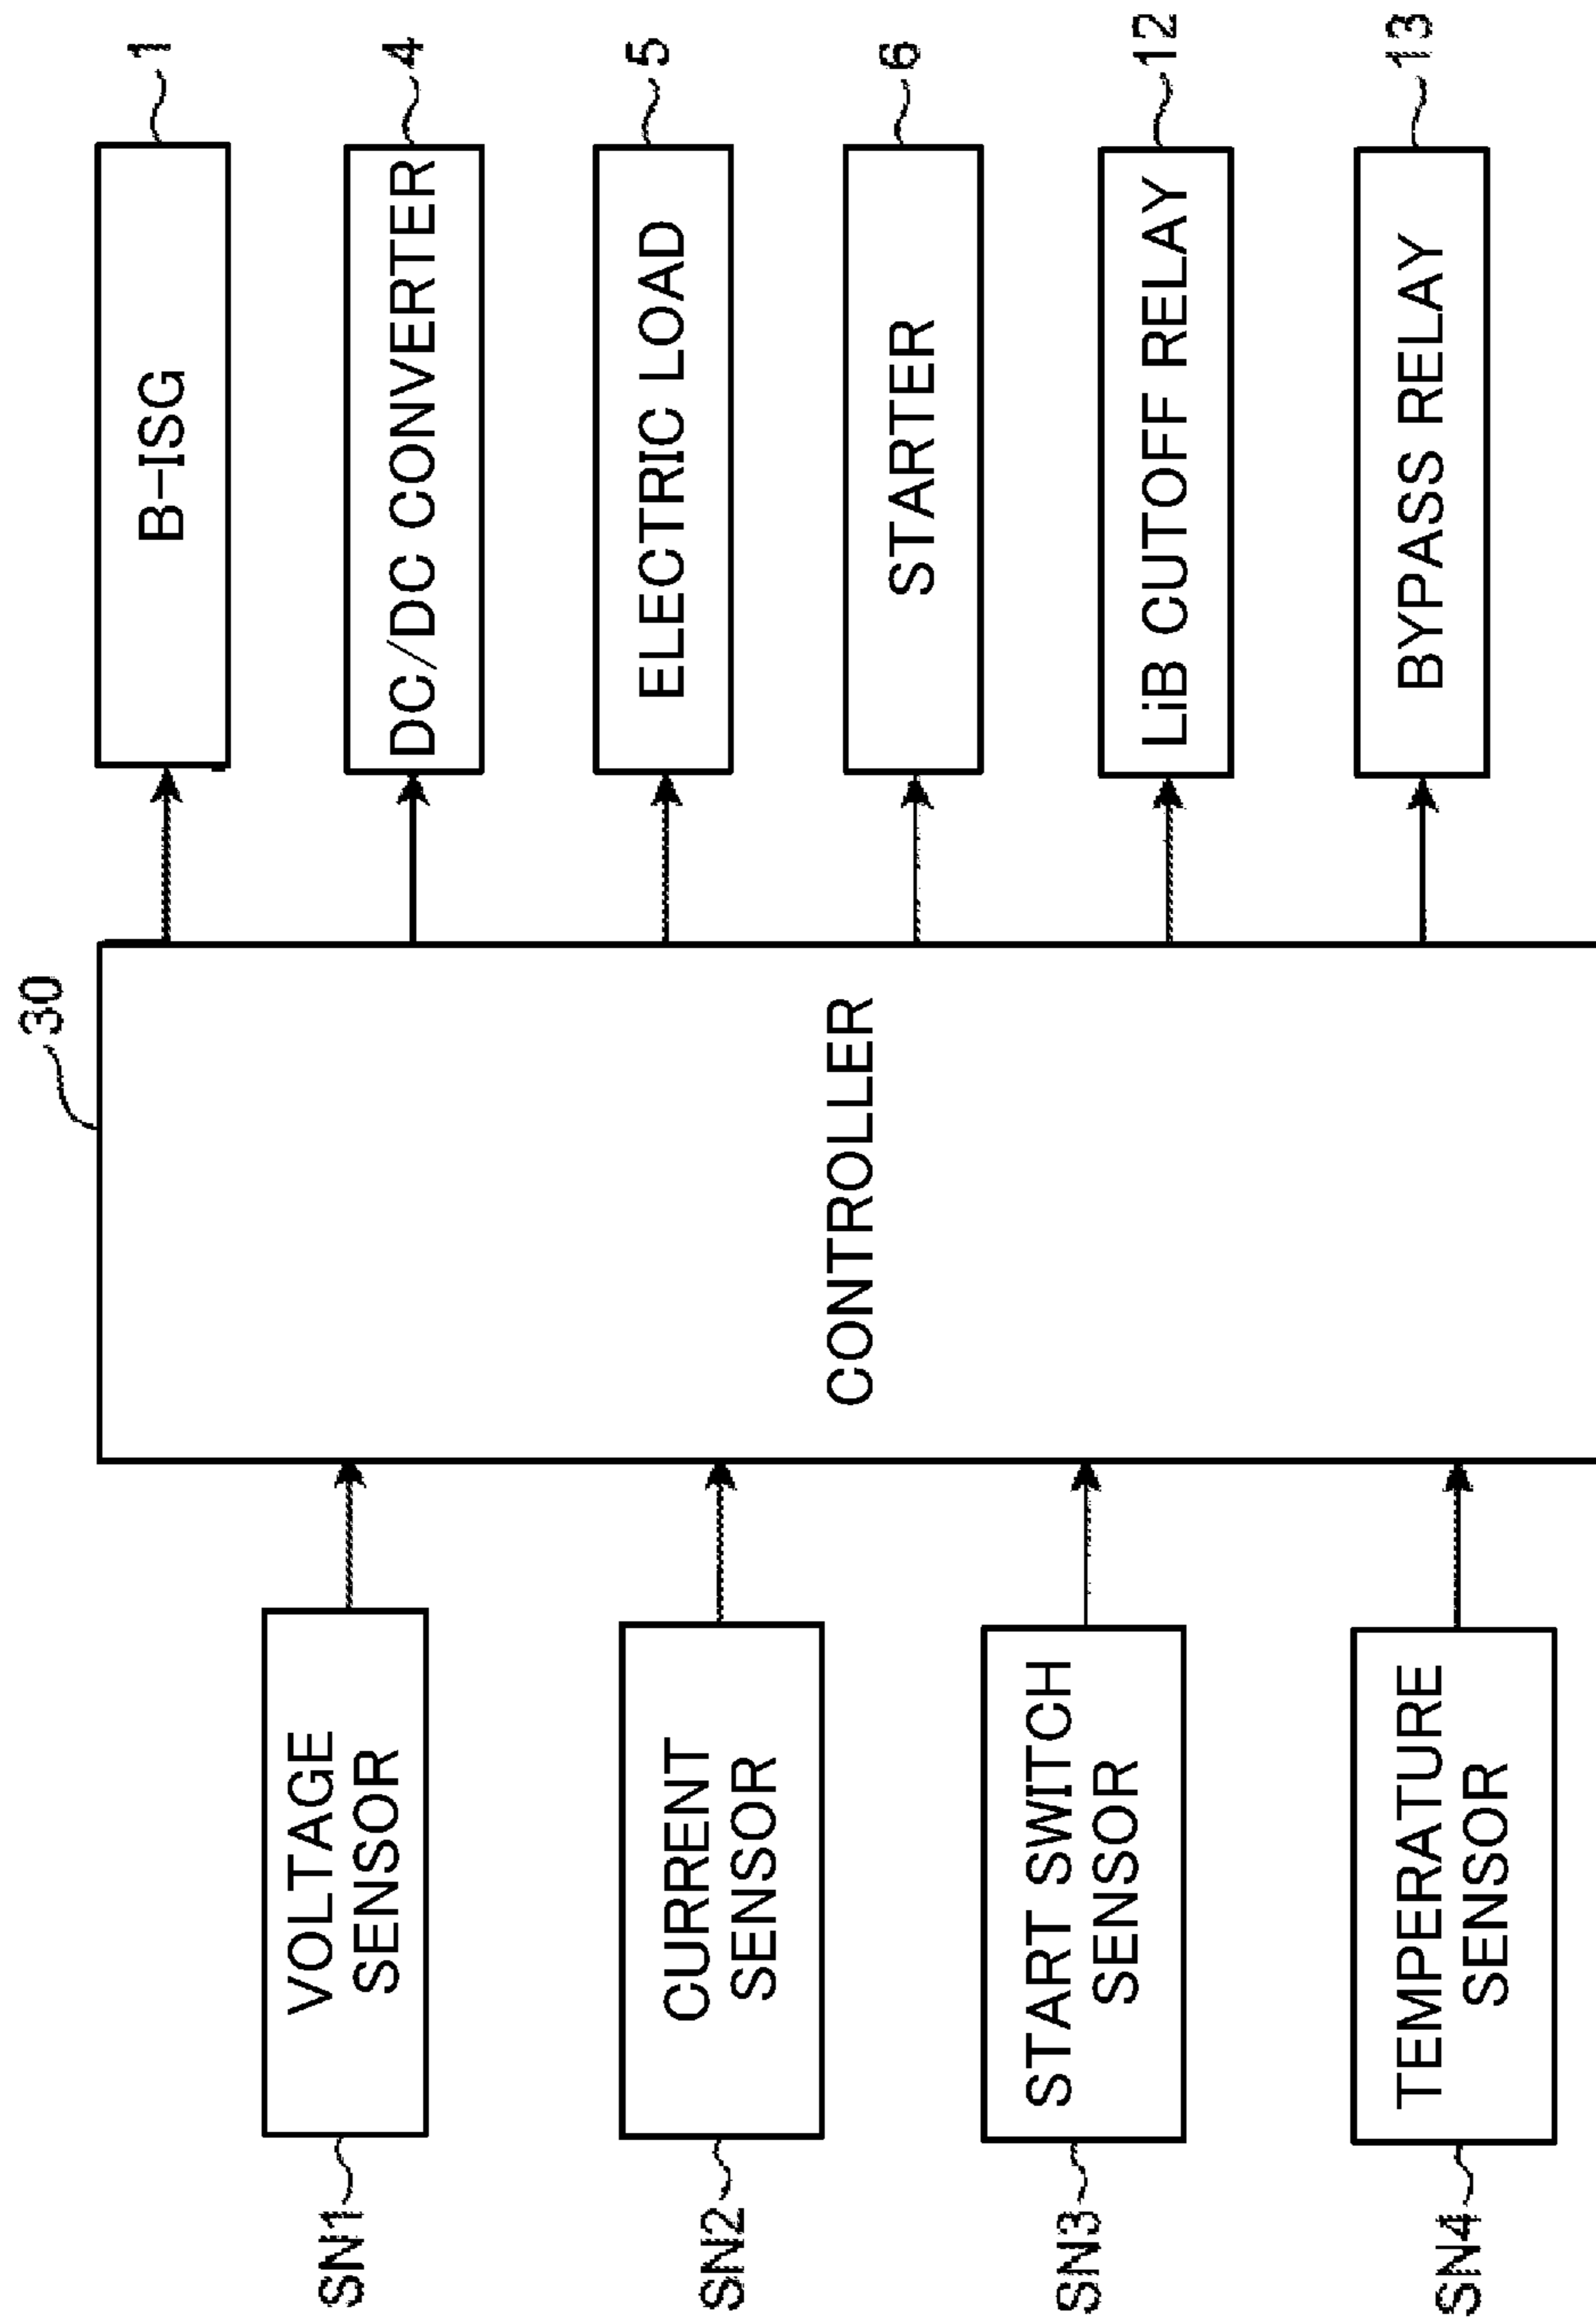 30
SN1
VOLTAGE
SENSOR
SN2
CURRENT
SENSOR
SN3
START SWITCH
SENSOR
SN4
TEMPERATURE
SENSOR
CONTROLLER
B-ISG
1
DC/DC CONVERTER
4
ELECTRIC LOAD
5
STARTER
6
LiB CUTOFF RELAY
12
BYPASS RELAY
13